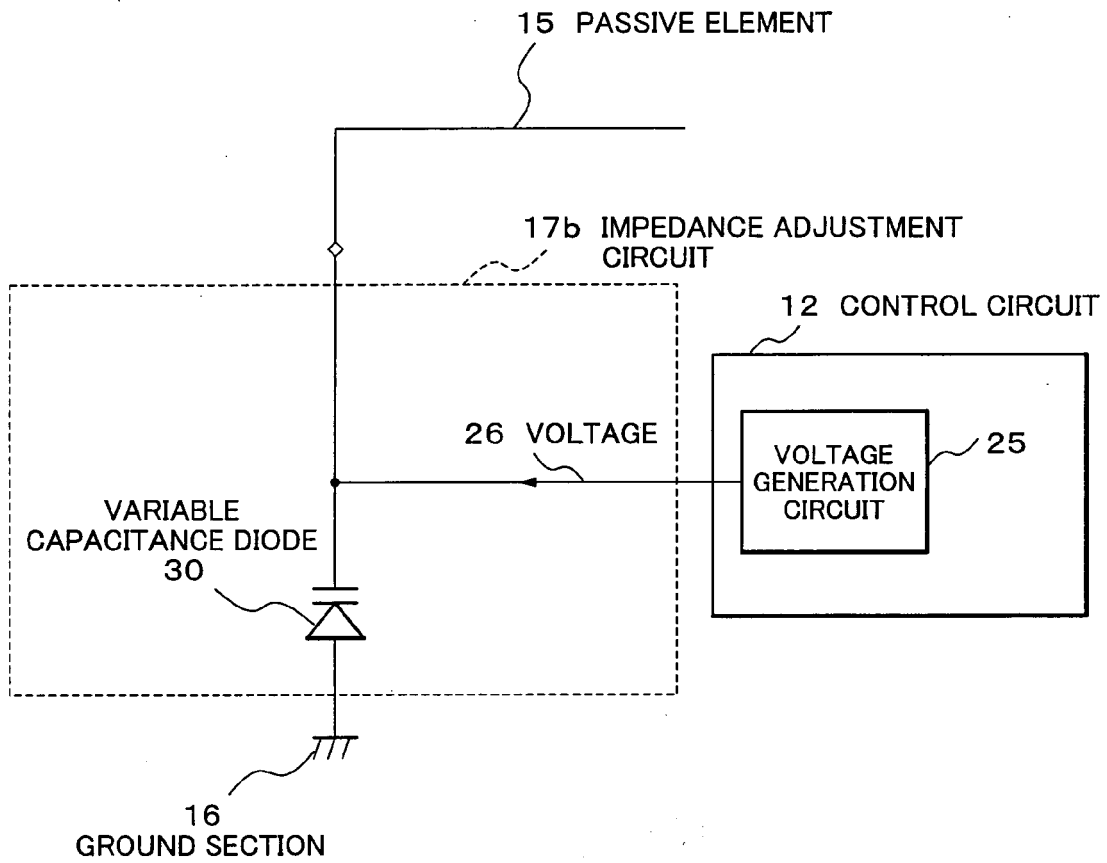 15 PASSIVE ELEMENT
17b IMPEDANCE ADJUSTMENT
CIRCUIT
12 CONTROL CIRCUIT
26 VOLTAGE
VOLTAGE
GENERATION
CIRCUIT
25
VARIABLE
CAPACITANCE DIODE
30
16
GROUND SECTION